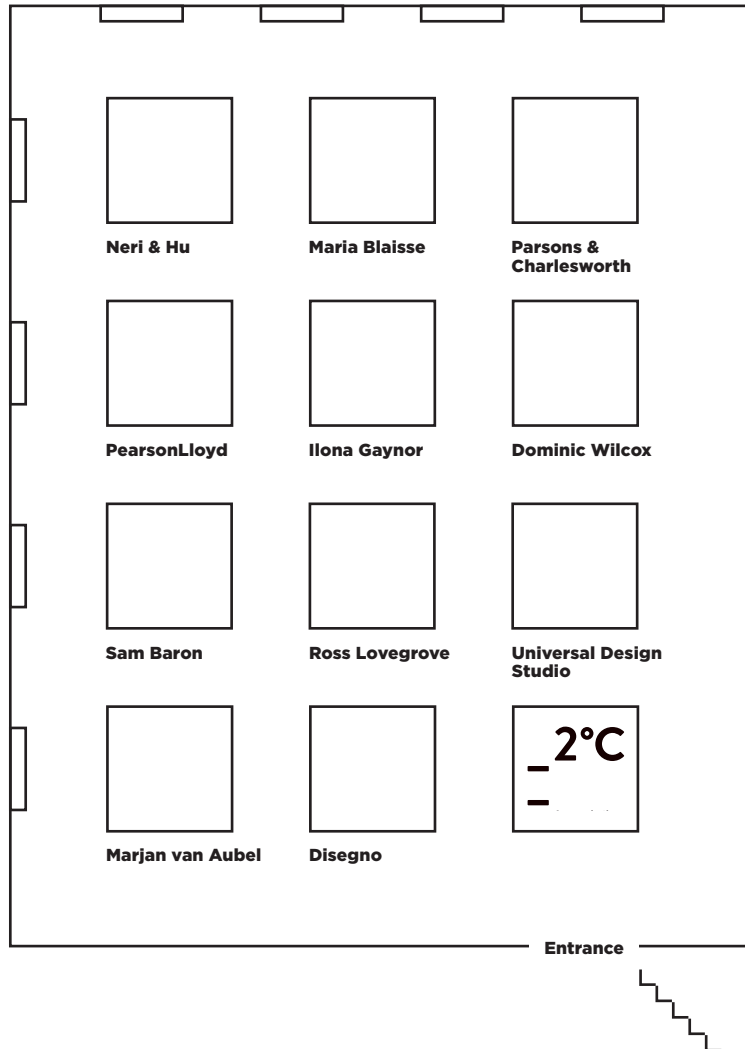 Neri & Hu
Maria Blaisse
Parsons &
Charlesworth
PearsonLloyd
Ilona Gaynor
Dominic Wilcox
Sam Baron
Ross Lovegrove
Universal Design
Studio
_2°C
Marjan van Aubel
Disegno
Entrance